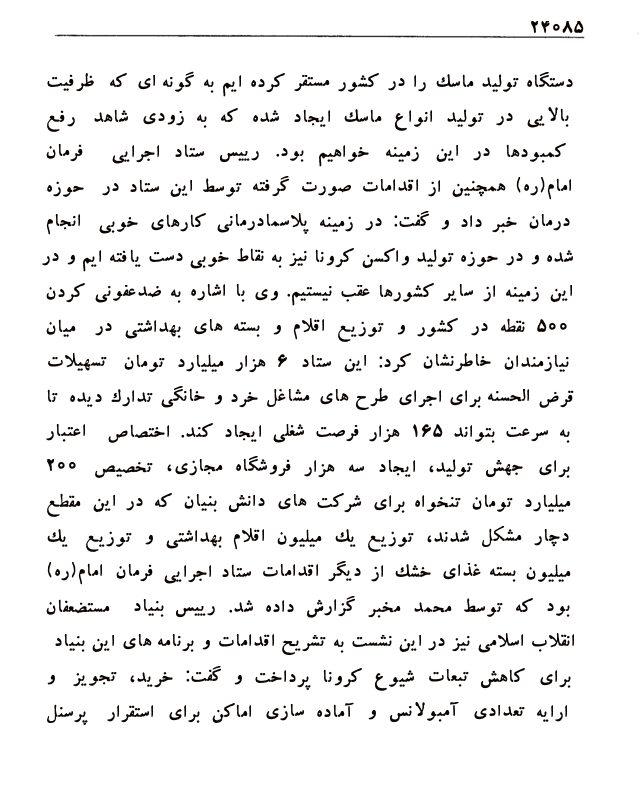 ۲۴۰۸۵
دستگاه تولید ماسك را در کشور مستقر کرده ایم به گونه ای که ظرفیت
بالایی در تولید انواع ماسك ایجاد شده که به زودی شاهد رفع
کمبودها در این زمینه خواهیم بود. رییس ستاد اجرایی فرمان
امام(ره) همچنین از اقدامات صورت گرفته توسط این ستاد در حوزه
درمان خبر داد و گفت: در زمینه پلاسمادرمانی کارهای خوبی انجام
شده و در حوزه تولید واکسن کرونا نیز به نقاط خوبی دست یافته ایم و در
این زمینه از سایر کشورها عقب نیستیم. وی با اشاره به ضدعفونی کردن
۵۰۰ نقطه در کشور و توزیع اقلام و بسته های بهداشتی در میان
نیازمندان خاطرنشان کرد: این ستاد ۶ هزار میلیارد تومان تسهیلات
قرض الحسنه برای اجرای طرح های مشاغل خرد و خانگی تدارك دیده تا
به سرعت بتواند ۱۶۵ هزار فرصت شغلی ایجاد کند. اختصاص اعتبار
برای جهش تولید، ایجاد سه هزار فروشگاه مجازی، تخصیص ۲۰۰
میلیارد تومان تنخواه برای شرکت های دانش بنیان که در این مقطع
دچار مشکل شدند، توزیع یك میلیون اقلام بهداشتی و توزیع یك
میلیون بسته غذای خشك از دیگر اقدامات ستاد اجرایی فرمان امام(ره)
بود که توسط محمد مخبر گزارش داده شد. رییس بنیاد مستضعفان
انقلاب اسلامی نیز در این نشست به تشریح اقدامات و برنامه های این بنیاد
برای کاهش تبعات شیوع کرونا پرداخت و گفت: خرید، تجویز و
ارایه تعدادی آمبولانس و آماده سازی اماکن برای استقرار پرسنل